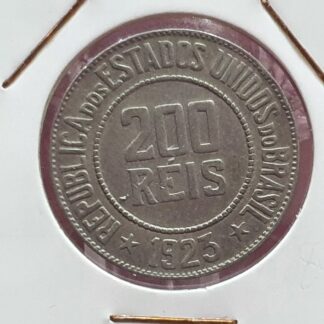 REPUBLICA DOS ESTADOS UNIDOS DO BRASIL
200
RÉIS
1925